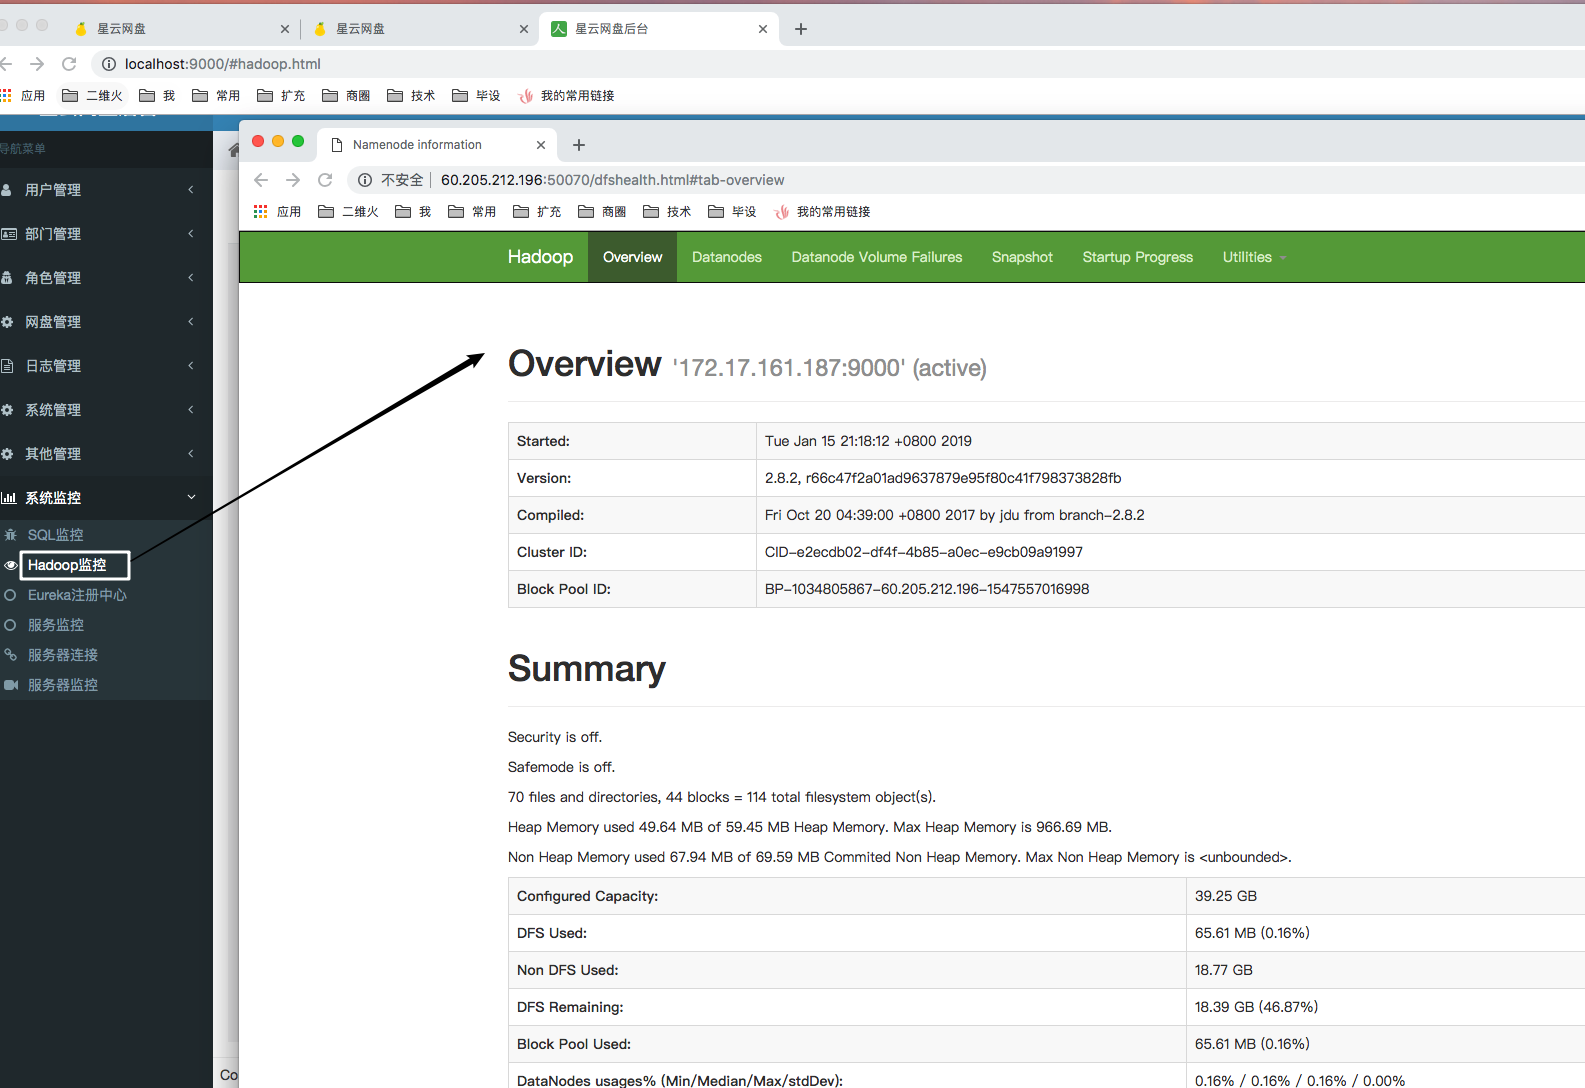 星云网盘 星云网盘 星云网盘后台
localhost:9000/#hadoop.html
应用 二维火 我 常用 扩充 商圈 技术 毕设 我的常用链接
导航菜单
用户管理
部门管理
角色管理
网盘管理
日志管理
系统管理
其他管理
系统监控
SQL监控
Hadoop监控
Eureka注册中心
服务监控
服务器连接
服务器监控
Co
Namenode information
不安全 60.205.212.196:50070/dfshealth.html#tab-overview
应用 二维火 我 常用 扩充 商圈 技术 毕设 我的常用链接
Hadoop Overview Datanodes Datanode Volume Failures Snapshot Startup Progress Utilities
Overview '172.17.161.187:9000' (active)
Started: Tue Jan 15 21:18:12 +0800 2019
Version: 2.8.2, r66c47f2a01ad9637879e95f80c41f798373828fb
Compiled: Fri Oct 20 04:39:00 +0800 2017 by jdu from branch-2.8.2
Cluster ID: CID-e2ecdb02-df4f-4b85-a0ec-e9cb09a91997
Block Pool ID: BP-1034805867-60.205.212.196-1547557016998
Summary
Security is off.
Safemode is off.
70 files and directories, 44 blocks = 114 total filesystem object(s).
Heap Memory used 49.64 MB of 59.45 MB Heap Memory. Max Heap Memory is 966.69 MB.
Non Heap Memory used 67.94 MB of 69.59 MB Commited Non Heap Memory. Max Non Heap Memory is <unbounded>.
Configured Capacity: 39.25 GB
DFS Used: 65.61 MB (0.16%)
Non DFS Used: 18.77 GB
DFS Remaining: 18.39 GB (46.87%)
Block Pool Used: 65.61 MB (0.16%)
DataNodes usages% (Min/Median/Max/stdDev): 0.16% / 0.16% / 0.16% / 0.00%